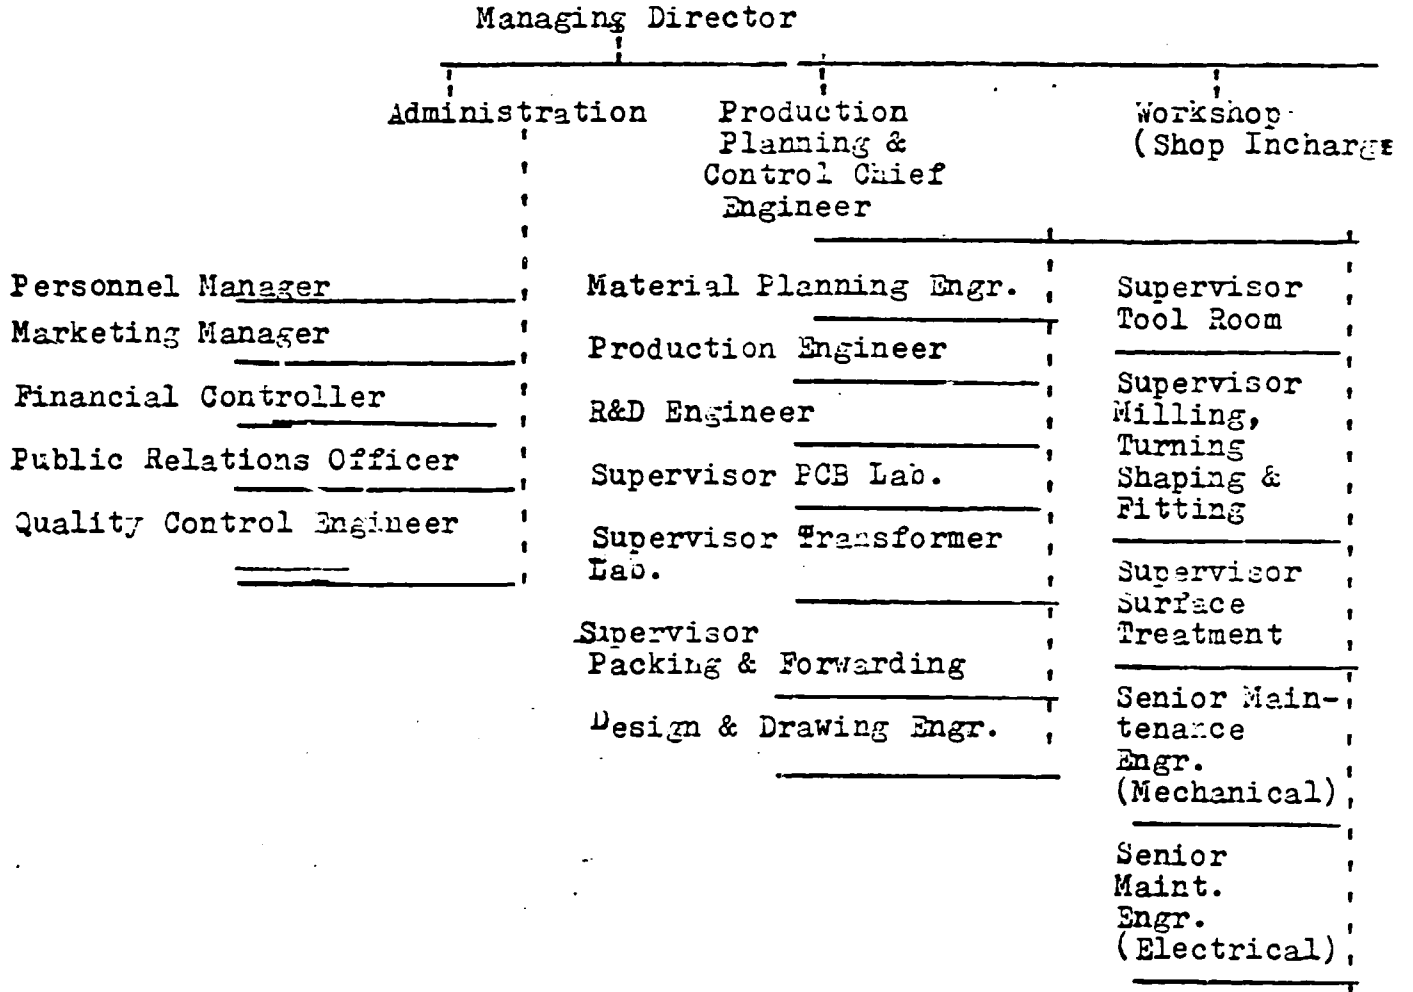 Managing Director
Administration
Production
Planning &
Control Chief
Engineer
Workshop
(Shop Incharge
Personnel Manager
Marketing Manager
Financial Controller
Public Relations Officer
Quality Control Engineer
Material Planning Engr.
Production Engineer
R&D Engineer
Supervisor PCB Lab.
Supervisor Transformer
Lab.
Supervisor
Packing & Forwarding
Design & Drawing Engr.
Supervisor
Tool Room
Supervisor
Milling,
Turning
Shaping &
Fitting
Supervisor
Surface
Treatment
Senior Main-
tenance
Engr.
(Mechanical)
Senior
Maint.
Engr.
(Electrical)